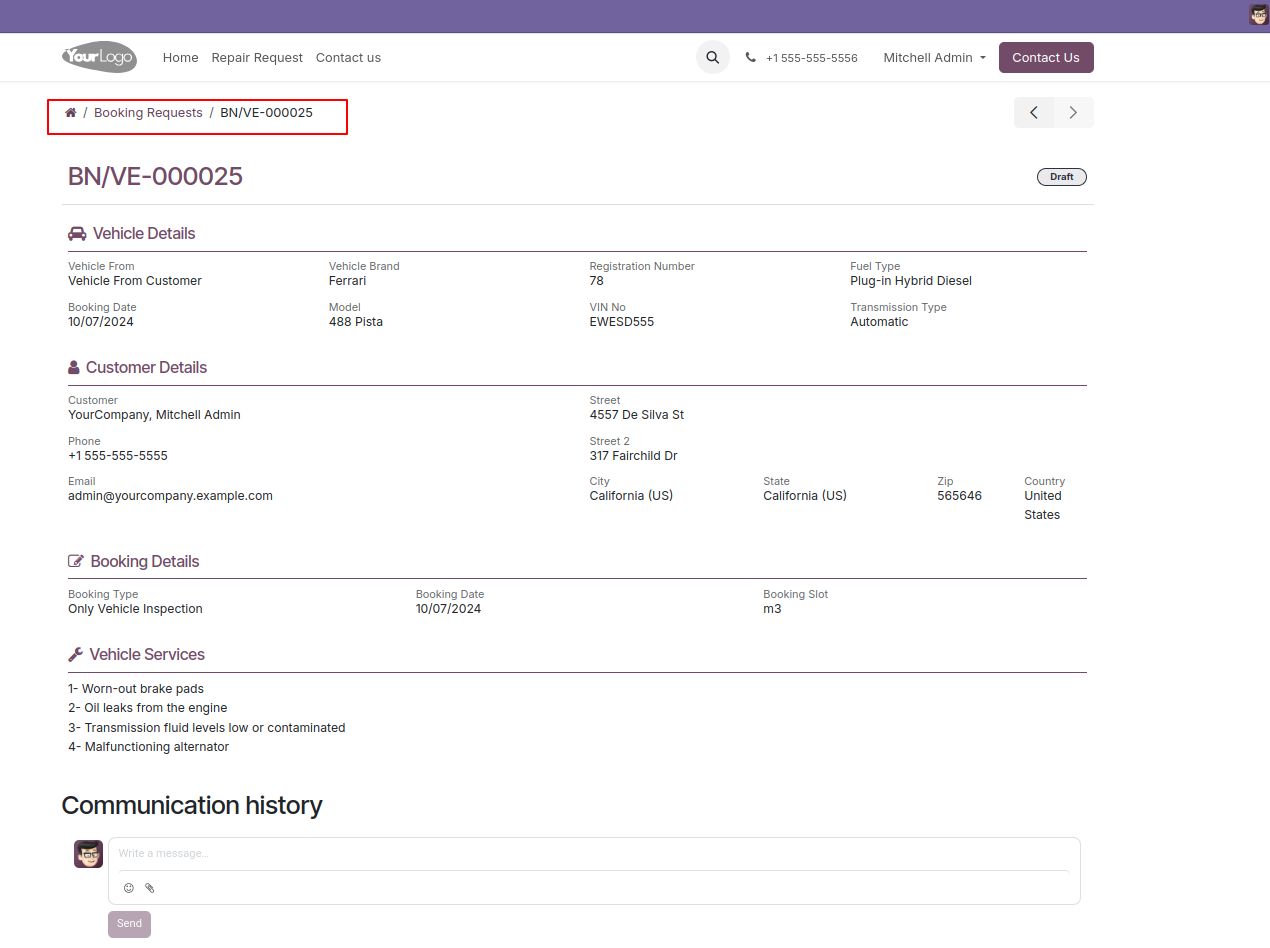 YourLogo Home Repair Request Contact us +1 555-555-5556 Mitchell Admin Contact Us
/ Booking Requests / BN/VE-000025
BN/VE-000025 Draft
Vehicle Details
Vehicle From Vehicle Brand Registration Number Fuel Type
Vehicle From Customer Ferrari 78 Plug-in Hybrid Diesel
Booking Date Model VIN No Transmission Type
10/07/2024 488 Pista EWESD555 Automatic
Customer Details
Customer Street
YourCompany, Mitchell Admin 4557 De Silva St
Phone Street 2
+1 555-555-5555 317 Fairchild Dr
Email City State Zip Country
admin@yourcompany.example.com California (US) California (US) 565646 United
States
Booking Details
Booking Type Booking Date Booking Slot
Only Vehicle Inspection 10/07/2024 m3
Vehicle Services
1- Worn-out brake pads
2- Oil leaks from the engine
3- Transmission fluid levels low or contaminated
4- Malfunctioning alternator
Communication history
Write a message...
Send